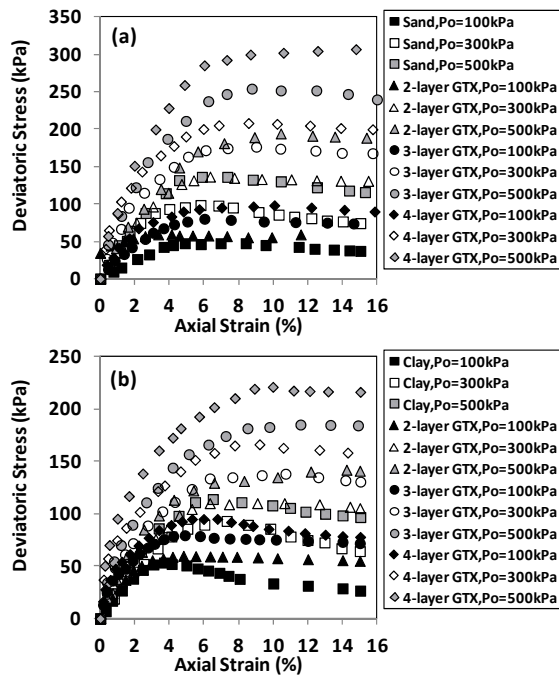 (a)
Deviatoric Stress (kPa)
350
300
250
200
150
100
50
0
0 2 4 6 8 10 12 14 16
Axial Strain (%)
Sand,Po=100kPa
Sand,Po=300kPa
Sand,Po=500kPa
2-layer GTX,Po=100kPa
2-layer GTX,Po=300kPa
2-layer GTX,Po=500kPa
3-layer GTX,Po=100kPa
3-layer GTX,Po=300kPa
3-layer GTX,Po=500kPa
4-layer GTX,Po=100kPa
4-layer GTX,Po=300kPa
4-layer GTX,Po=500kPa
(b)
Deviatoric Stress (kPa)
250
200
150
100
50
0
0 2 4 6 8 10 12 14 16
Axial Strain (%)
Clay,Po=100kPa
Clay,Po=300kPa
Clay,Po=500kPa
2-layer GTX,Po=100kPa
2-layer GTX,Po=300kPa
2-layer GTX,Po=500kPa
3-layer GTX,Po=100kPa
3-layer GTX,Po=300kPa
3-layer GTX,Po=500kPa
4-layer GTX,Po=100kPa
4-layer GTX,Po=300kPa
4-layer GTX,Po=500kPa